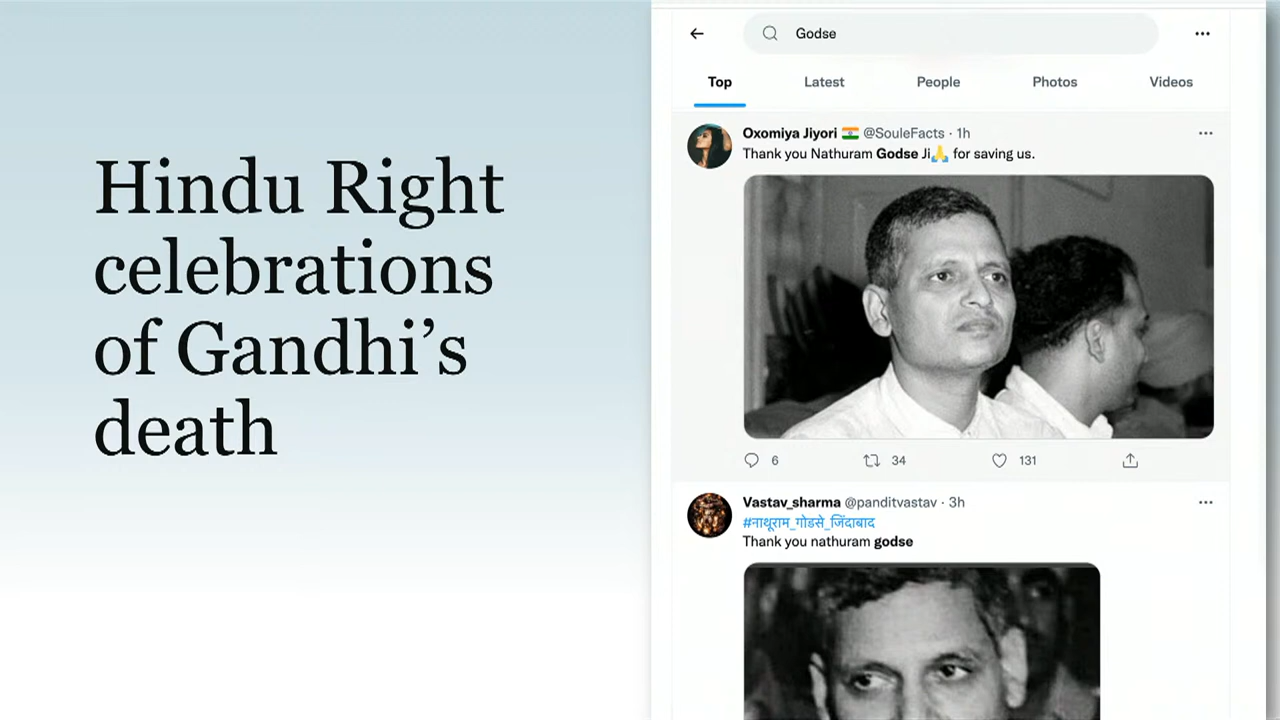 Hindu Right
celebrations
of Gandhi’s
death
Godse
Top Latest People Photos Videos
Oxomiya Jiyori 🇮🇳 @SouleFacts · 1h
Thank you Nathuram Godse Ji🙏 for saving us.
6 34 131
Vastav_sharma @panditvastav · 3h
#नाथूराम_गोडसे_जिंदाबाद
Thank you nathuram godse